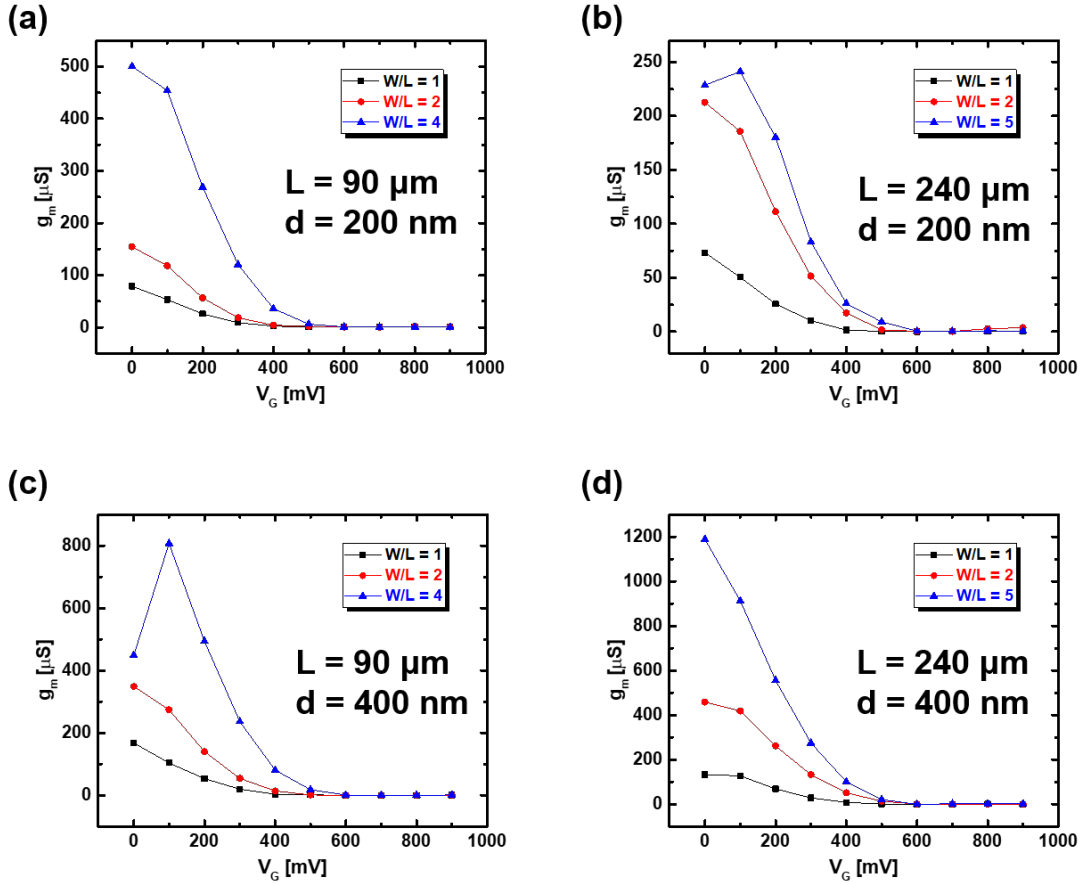 (a)
500
400
300
200
100
0
g_m [μS]
W/L = 1
W/L = 2
W/L = 4
L = 90 μm
d = 200 nm
0 200 400 600 800 1000
V_G [mV]
(b)
250
200
150
100
50
0
g_m [μS]
W/L = 1
W/L = 2
W/L = 5
L = 240 μm
d = 200 nm
0 200 400 600 800 1000
V_G [mV]
(c)
800
600
400
200
0
g_m [μS]
W/L = 1
W/L = 2
W/L = 4
L = 90 μm
d = 400 nm
0 200 400 600 800 1000
V_G [mV]
(d)
1200
1000
800
600
400
200
0
g_m [μS]
W/L = 1
W/L = 2
W/L = 5
L = 240 μm
d = 400 nm
0 200 400 600 800 1000
V_G [mV]